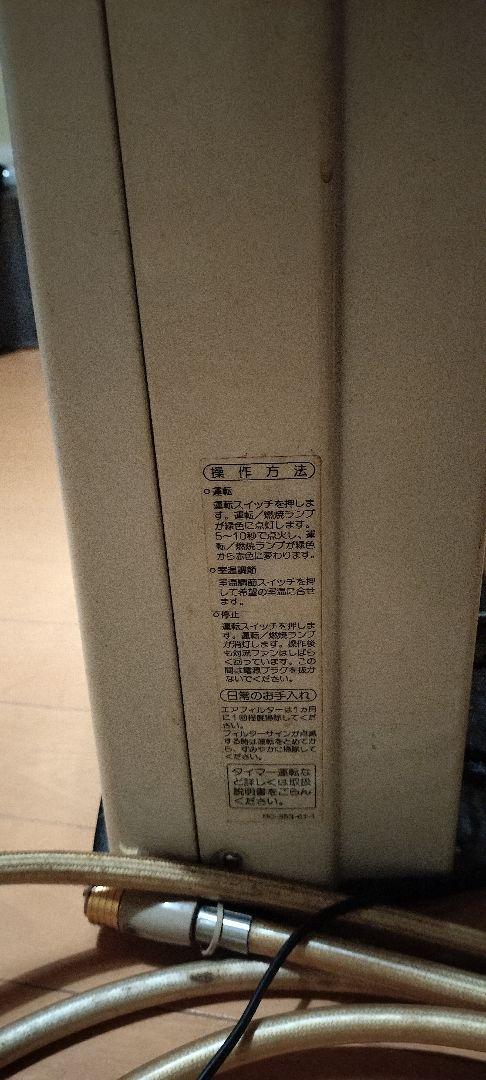 操作方法
○運転
運転スイッチを押しま
す。運転／燃焼ランプ
が緑色に点灯します。
5〜10秒で点火し、運
転／燃焼ランプが緑色
から赤色に変わります。
○室温調節
室温調節スイッチを押
して希望の室温に合せ
ます。
○停止
運転スイッチを押しま
す。運転／燃焼ランプ
が消灯します。操作後
も対流ファンはしばら
く回っています。この
間は電源プラグを抜か
ないでください。
日常のお手入れ
エアフィルターは1ヵ月
に1回程度掃除してくだ
さい。
フィルターサインが点滅
する時は運転をとめてか
ら、すみやかに掃除して
ください。
タイマー運転な
ど詳しくは取扱
説明書をごらん
ください。